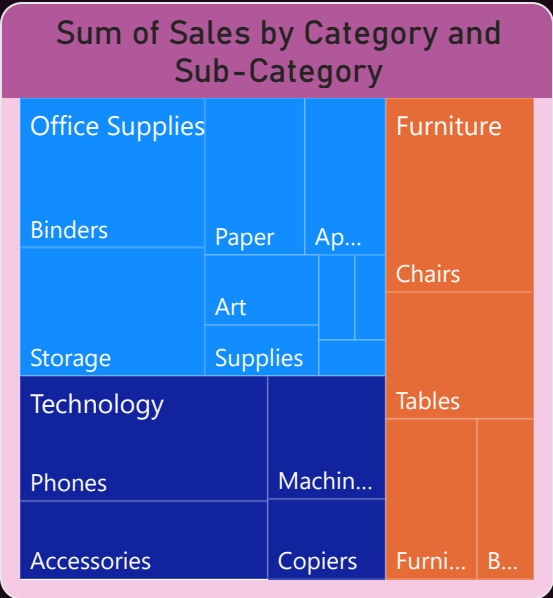 Sum of Sales by Category and
Sub-Category
Office Supplies
Binders
Paper
Ap...
Storage
Art
Supplies
Furniture
Chairs
Tables
Furni...
B...
Technology
Phones
Machin...
Accessories
Copiers